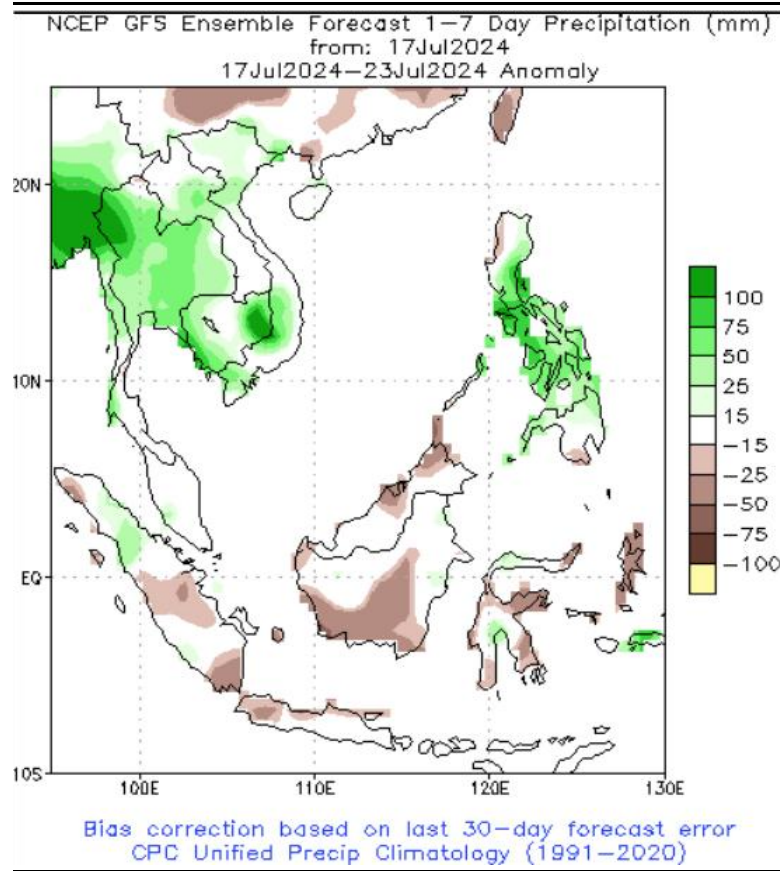 NCEP GFS Ensemble Forecast 1–7 Day Precipitation (mm)
from: 17Jul2024
17Jul2024–23Jul2024 Anomaly
20N
10N
EQ
10S
100E
110E
120E
130E
100
75
50
25
15
−15
−25
−50
−75
−100
Bias correction based on last 30–day forecast error
CPC Unified Precip Climatology (1991–2020)